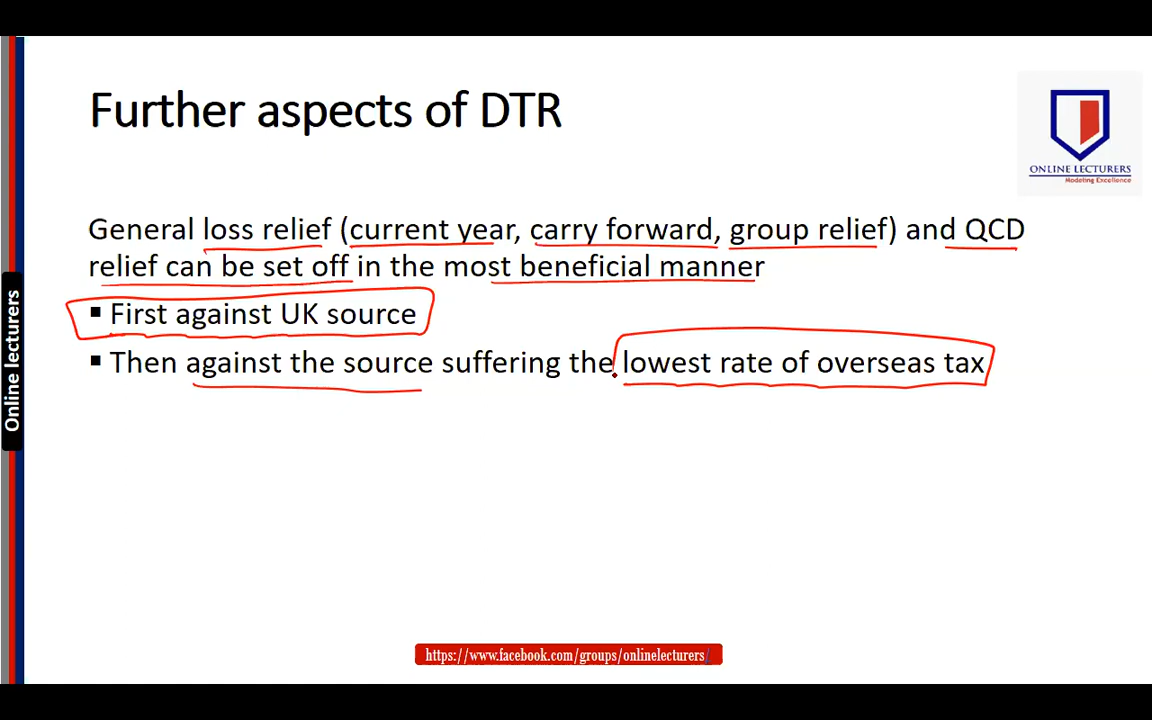 Further aspects of DTR
ONLINE LECTURERS
Modeling Excellence
General loss relief (current year, carry forward, group relief) and QCD
relief can be set off in the most beneficial manner
▪ First against UK source
▪ Then against the source suffering the lowest rate of overseas tax
Online lecturers
https://www.facebook.com/groups/onlinelecturers/